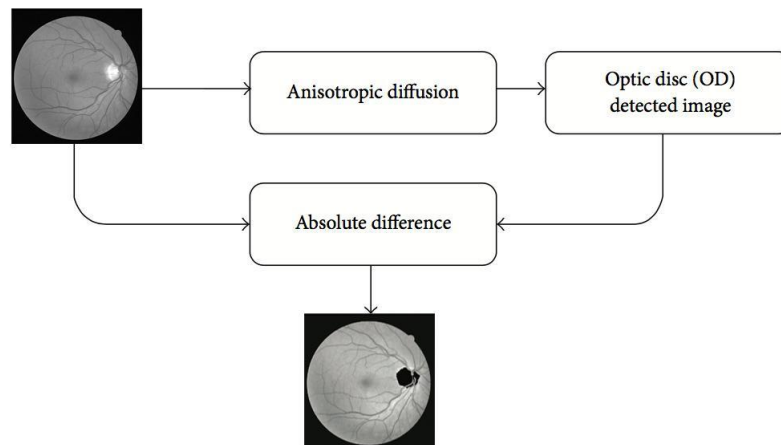 Anisotropic diffusion
Optic disc (OD)
detected image
Absolute difference